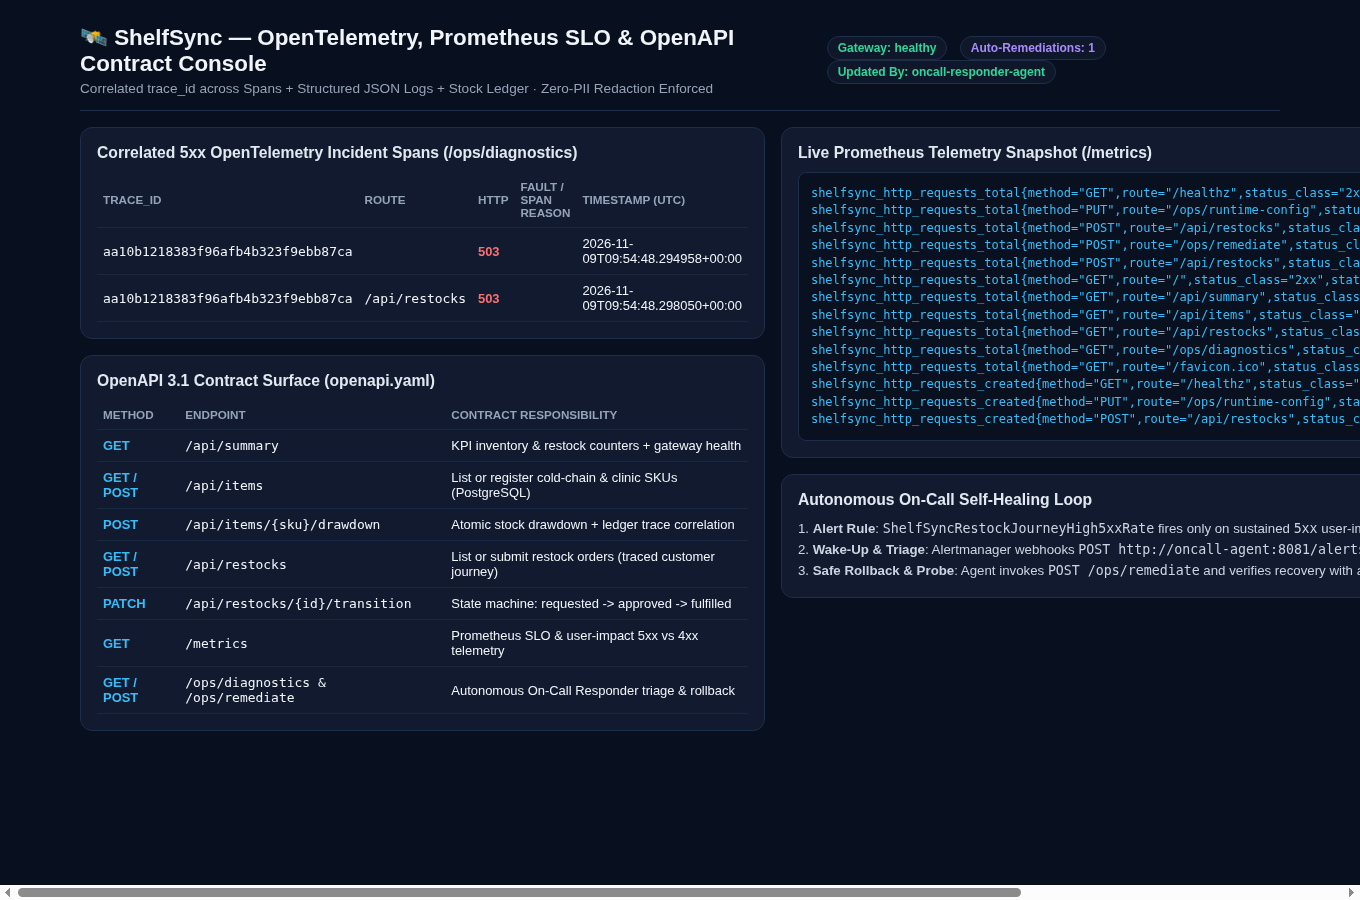 🛰️ ShelfSync — OpenTelemetry, Prometheus SLO & OpenAPI
Contract Console
Correlated trace_id across Spans + Structured JSON Logs + Stock Ledger · Zero-PII Redaction Enforced
Gateway: healthy
Auto-Remediations: 1
Updated By: oncall-responder-agent
Correlated 5xx OpenTelemetry Incident Spans (/ops/diagnostics)
TRACE_ID ROUTE HTTP FAULT / SPAN REASON TIMESTAMP (UTC)
aa10b1218383f96afb4b323f9ebb87ca 503 2026-11-
09T09:54:48.294958+00:00
aa10b1218383f96afb4b323f9ebb87ca /api/restocks 503 2026-11-
09T09:54:48.298050+00:00
OpenAPI 3.1 Contract Surface (openapi.yaml)
METHOD ENDPOINT CONTRACT RESPONSIBILITY
GET /api/summary KPI inventory & restock counters + gateway health
GET / POST /api/items List or register cold-chain & clinic SKUs
(PostgreSQL)
POST /api/items/{sku}/drawdown Atomic stock drawdown + ledger trace correlation
GET / POST /api/restocks List or submit restock orders (traced customer
journey)
PATCH /api/restocks/{id}/transition State machine: requested -> approved -> fulfilled
GET /metrics Prometheus SLO & user-impact 5xx vs 4xx
telemetry
GET / POST /ops/diagnostics &
/ops/remediate Autonomous On-Call Responder triage & rollback
Live Prometheus Telemetry Snapshot (/metrics)
shelfsync_http_requests_total{method="GET",route="/healthz",status_class="2x
shelfsync_http_requests_total{method="PUT",route="/ops/runtime-config",statu
shelfsync_http_requests_total{method="POST",route="/api/restocks",status_cla
shelfsync_http_requests_total{method="POST",route="/ops/remediate",status_cl
shelfsync_http_requests_total{method="POST",route="/api/restocks",status_cla
shelfsync_http_requests_total{method="GET",route="/",status_class="2xx",stat
shelfsync_http_requests_total{method="GET",route="/api/summary",status_class
shelfsync_http_requests_total{method="GET",route="/api/items",status_class="
shelfsync_http_requests_total{method="GET",route="/api/restocks",status_clas
shelfsync_http_requests_total{method="GET",route="/ops/diagnostics",status_c
shelfsync_http_requests_total{method="GET",route="/favicon.ico",status_class
shelfsync_http_requests_created{method="GET",route="/healthz",status_class="
shelfsync_http_requests_created{method="PUT",route="/ops/runtime-config",sta
shelfsync_http_requests_created{method="POST",route="/api/restocks",status_c
Autonomous On-Call Self-Healing Loop
1. Alert Rule: ShelfSyncRestockJourneyHigh5xxRate fires only on sustained 5xx user-in
2. Wake-Up & Triage: Alertmanager webhooks POST http://oncall-agent:8081/alerts
3. Safe Rollback & Probe: Agent invokes POST /ops/remediate and verifies recovery with a